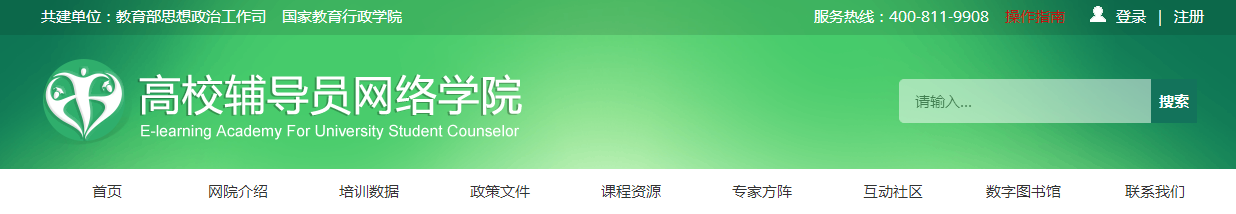 共建单位：教育部思想政治工作司 国家教育行政学院 服务热线：400-811-9908 操作指南 登录 | 注册
高校辅导员网络学院
E-learning Academy For University Student Counselor
请输入... 搜索
首页 网院介绍 培训数据 政策文件 课程资源 专家方阵 互动社区 数字图书馆 联系我们